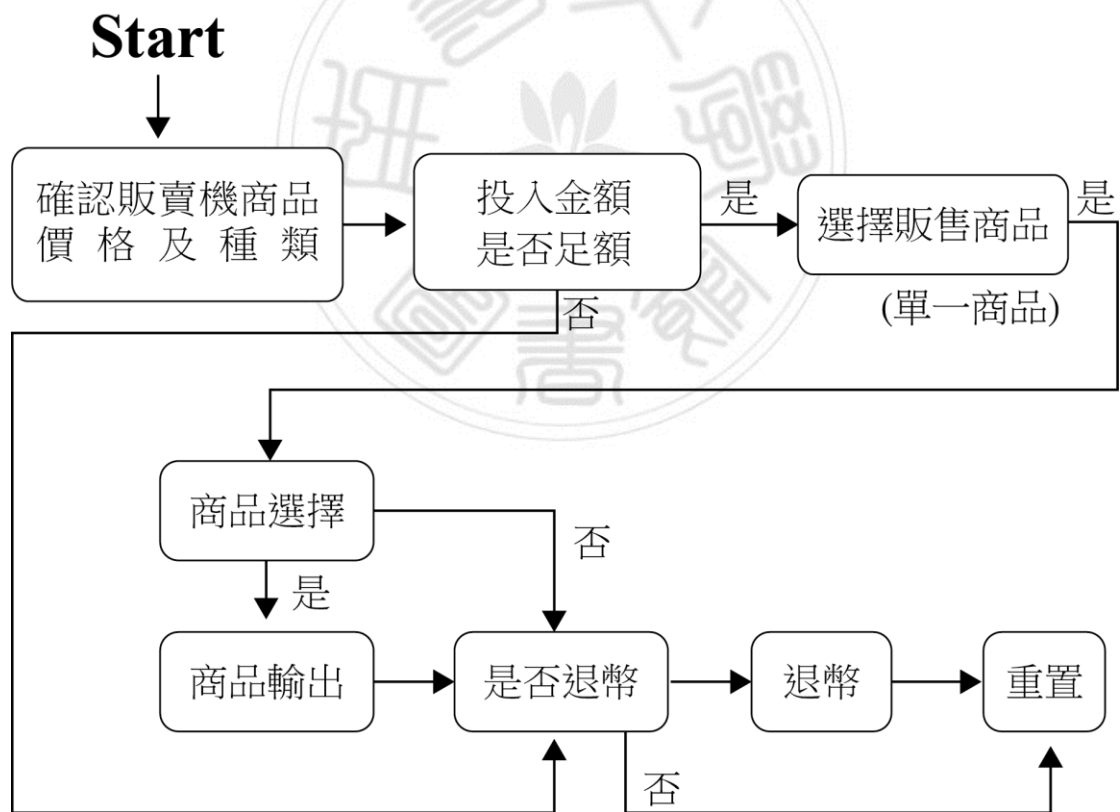 Start
確認販賣機商品
價格及種類
投入金額
是否足額
是
選擇販售商品
是
(單一商品)
否
商品選擇
否
是
商品輸出
是否退幣
退幣
重置
否